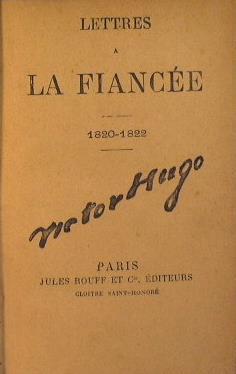 LETTRES
A
LA FIANCÉE
1820-1822
Victor Hugo
PARIS
JULES ROUFF ET Cie, ÉDITEURS
CLOITRE SAINT-HONORÉ